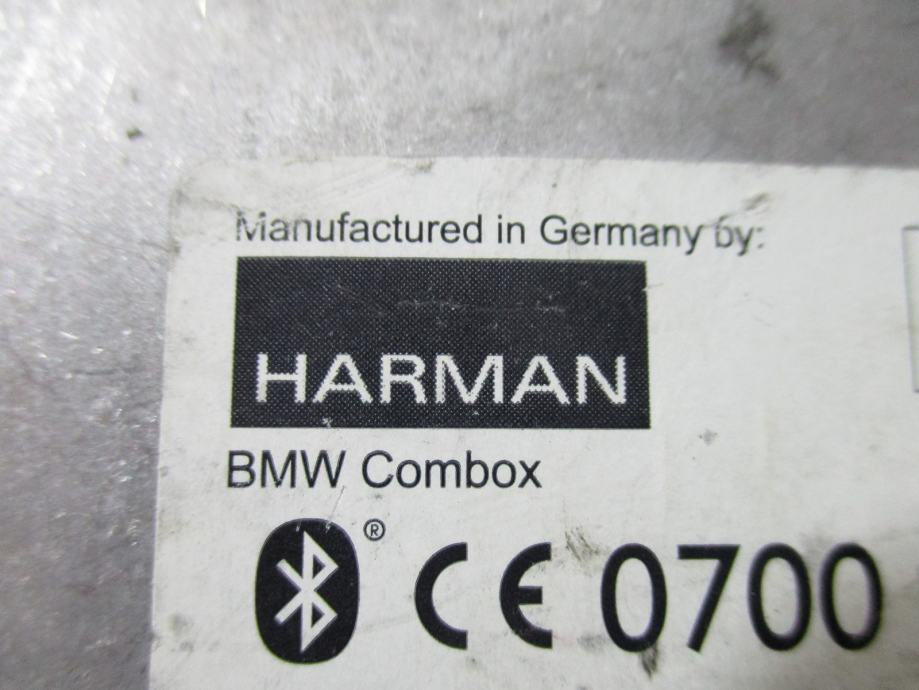 Manufactured in Germany by:
HARMAN
BMW Combox
® CE 0700